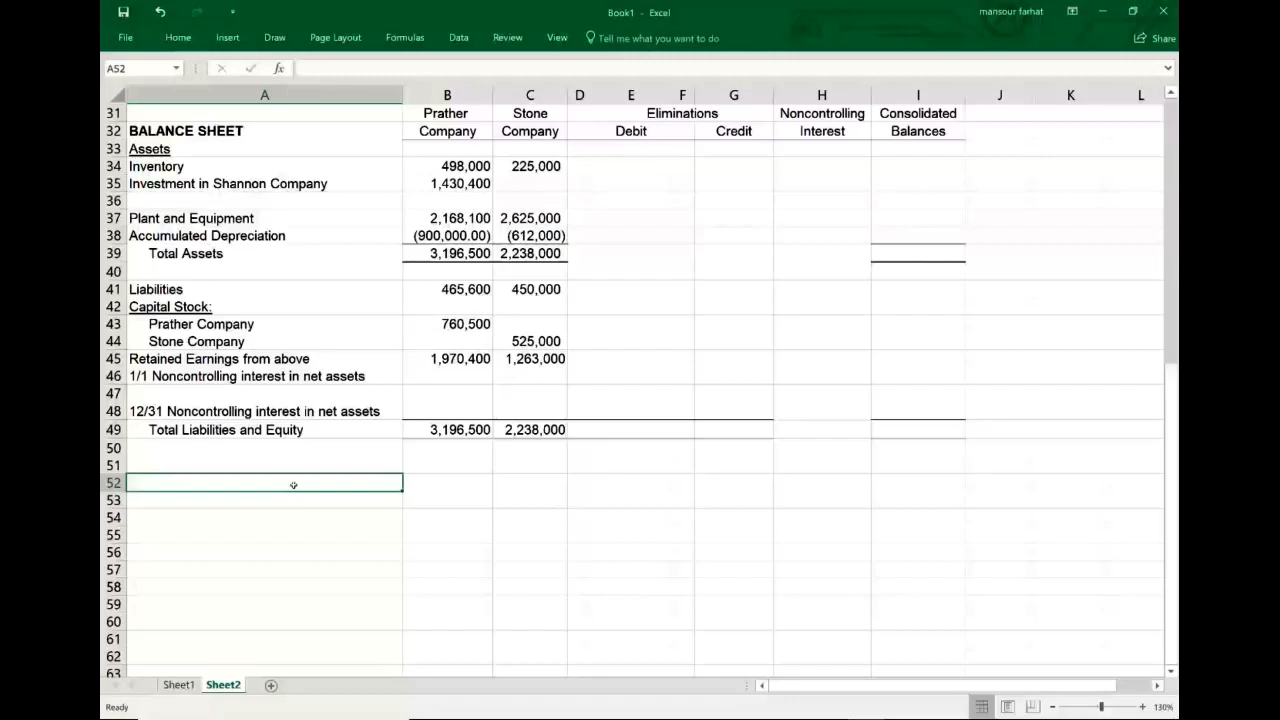 Book1 - Excel
mansour farhat
File Home Insert Draw Page Layout Formulas Data Review View Tell me what you want to do Share
A52 fx
A B C D E F G H I J K L
31 Prather Stone Eliminations Noncontrolling Consolidated
32 BALANCE SHEET Company Company Debit Credit Interest Balances
33 Assets
34 Inventory 498,000 225,000
35 Investment in Shannon Company 1,430,400
36
37 Plant and Equipment 2,168,100 2,625,000
38 Accumulated Depreciation (900,000.00) (612,000)
39 Total Assets 3,196,500 2,238,000
40
41 Liabilities 465,600 450,000
42 Capital Stock:
43 Prather Company 760,500
44 Stone Company 525,000
45 Retained Earnings from above 1,970,400 1,263,000
46 1/1 Noncontrolling interest in net assets
47
48 12/31 Noncontrolling interest in net assets
49 Total Liabilities and Equity 3,196,500 2,238,000
50
51
52
53
54
55
56
57
58
59
60
61
62
63
Sheet1 Sheet2
Ready 130%